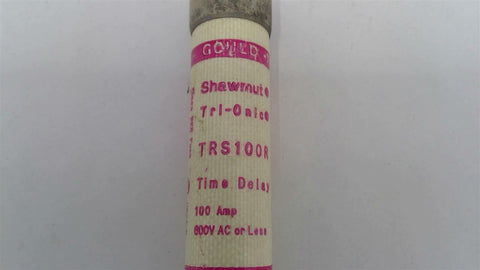 GOULD
Shawmut®
Tri-Onic®
TRS100R
Time Delay
100 Amp
600V AC or Less